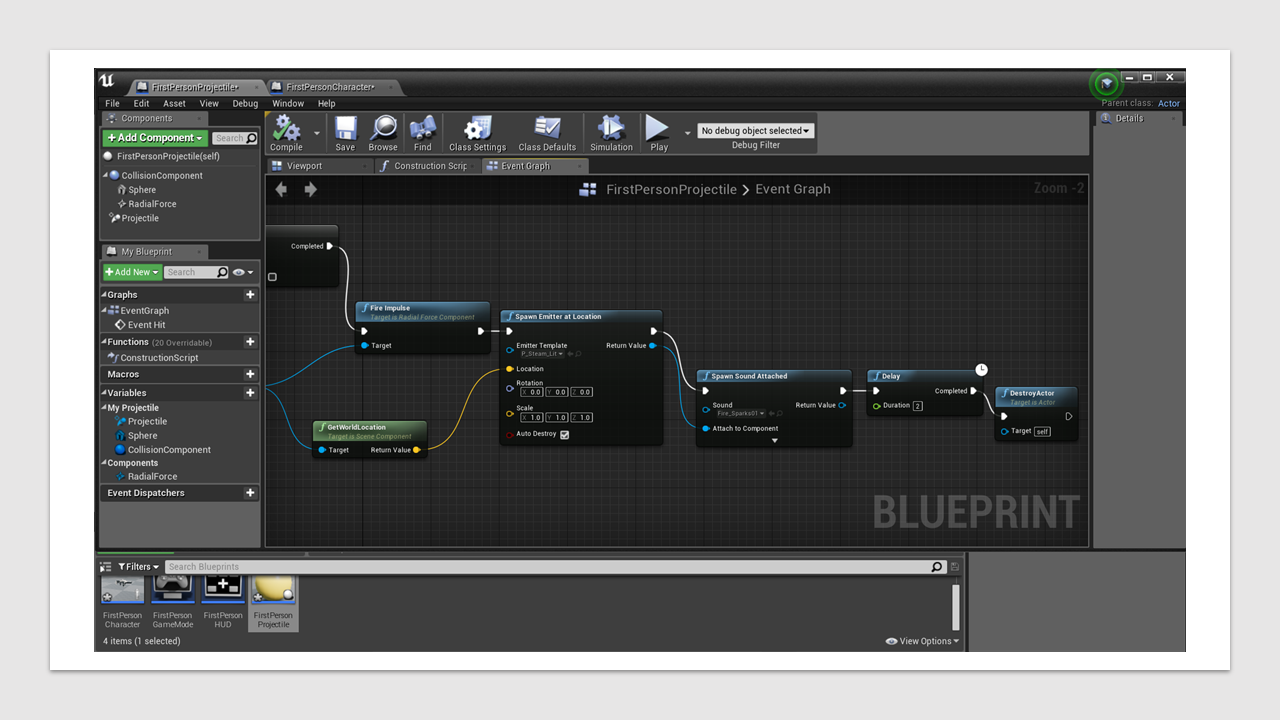 FirstPersonProjectile*
FirstPersonCharacter*
File Edit Asset View Debug Window Help
Parent class: Actor
Components
Details
+ Add Component
Search
FirstPersonProjectile(self)
CollisionComponent
Sphere
RadialForce
Projectile
Compile
Save
Browse
Find
Class Settings
Class Defaults
Simulation
Play
No debug object selected
Debug Filter
Viewport
Construction Scrip
Event Graph
FirstPersonProjectile > Event Graph
Zoom -2
My Blueprint
+ Add New
Search
Graphs
EventGraph
Event Hit
Functions (20 Overridable)
ConstructionScript
Macros
Variables
My Projectile
Projectile
Sphere
CollisionComponent
Components
RadialForce
Event Dispatchers
Completed
Fire Impulse
Target is Radial Force Component
Target
GetWorldLocation
Target is Scene Component
Target Return Value
Spawn Emitter at Location
Emitter Template Return Value
P_Steam_Lit
Location
Rotation
X 0.0 Y 0.0 Z 0.0
Scale
X 1.0 Y 1.0 Z 1.0
Auto Destroy
Spawn Sound Attached
Sound Return Value
Fire_Sparks01
Attach to Component
Delay
Completed
Duration 2
DestroyActor
Target is Actor
Target self
BLUEPRINT
Filters
Search Blueprints
FirstPerson
Character
FirstPerson
GameMode
FirstPerson
HUD
FirstPerson
Projectile
4 items (1 selected)
View Options